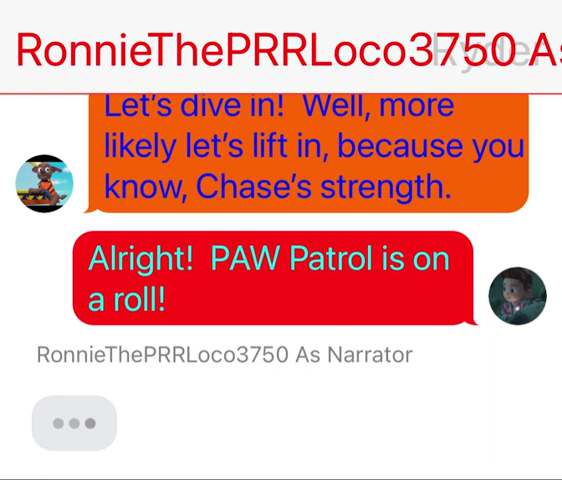 RonnieThePRRLoco3750 As
Ryder
Let's dive in!  Well, more
likely let's lift in, because you
know, Chase's strength.
Alright!  PAW Patrol is on
a roll!
RonnieThePRRLoco3750 As Narrator